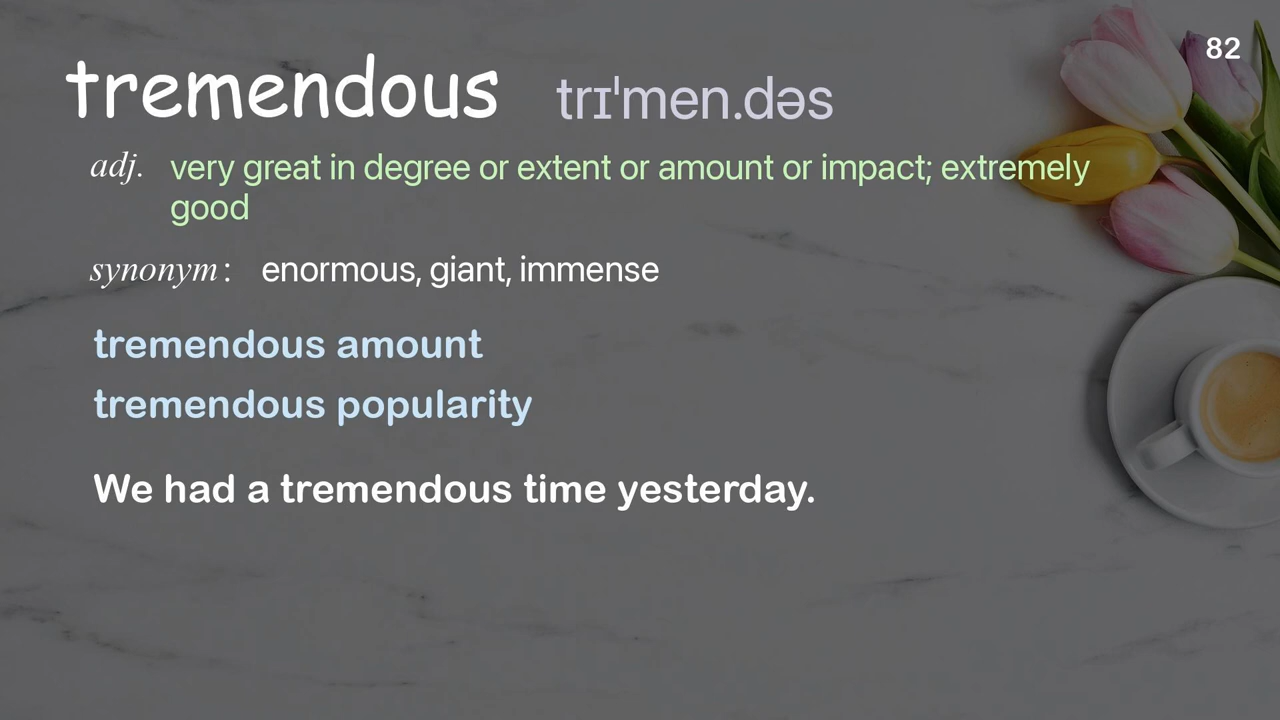 82
tremendous trɪˈmen.dəs
adj. very great in degree or extent or amount or impact; extremely
good
synonym: enormous, giant, immense
tremendous amount
tremendous popularity
We had a tremendous time yesterday.